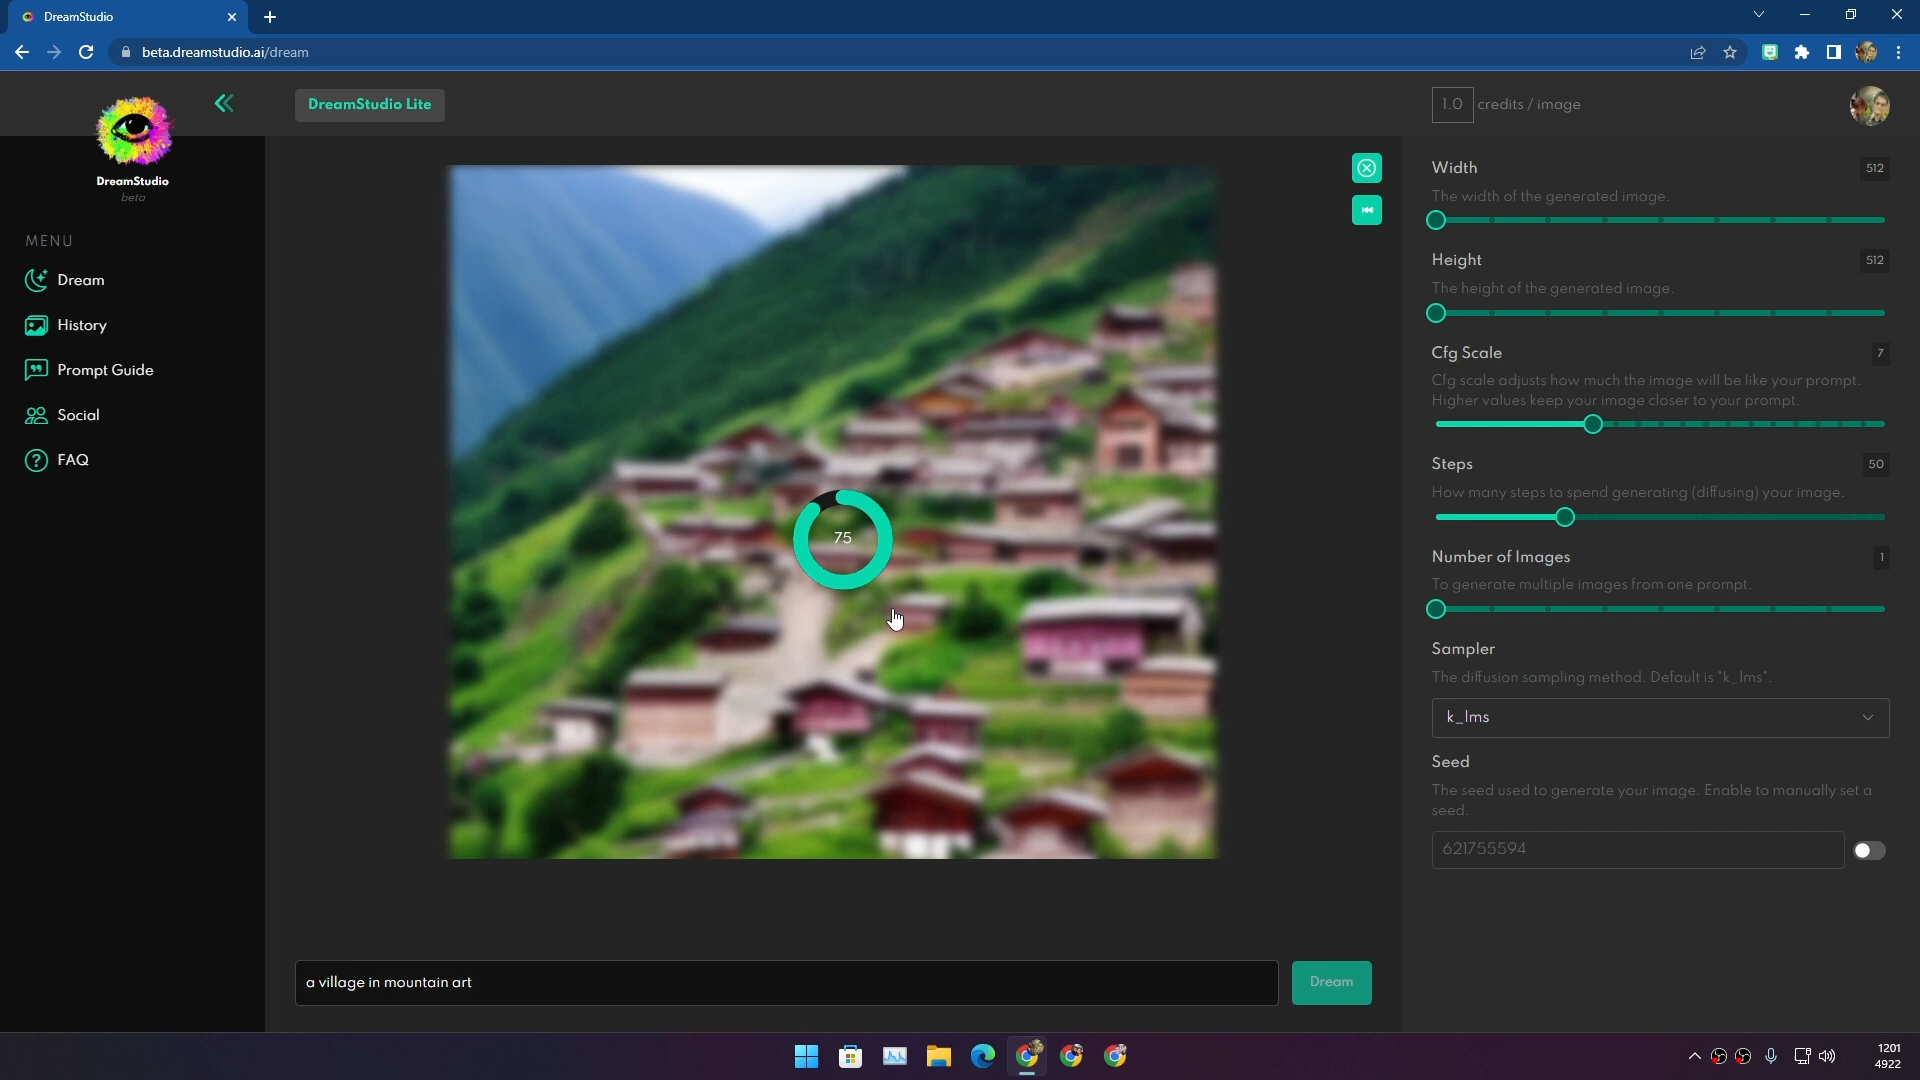 DreamStudio
beta.dreamstudio.ai/dream
DreamStudio
beta
MENU
Dream
History
Prompt Guide
Social
FAQ
DreamStudio Lite
75
a village in mountain art
Dream
1.0 credits / image
Width 512
The width of the generated image.
Height 512
The height of the generated image.
Cfg Scale 7
Cfg scale adjusts how much the image will be like your prompt.
Higher values keep your image closer to your prompt.
Steps 50
How many steps to spend generating (diffusing) your image.
Number of Images 1
To generate multiple images from one prompt.
Sampler
The diffusion sampling method. Default is "k_lms".
k_lms
Seed
The seed used to generate your image. Enable to manually set a
seed.
621755594
1201
4922